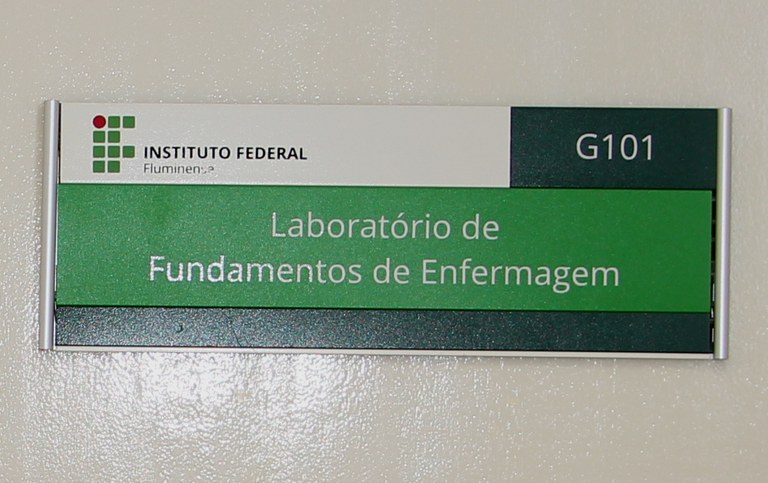 INSTITUTO FEDERAL
Fluminense
G101
Laboratório de
Fundamentos de Enfermagem